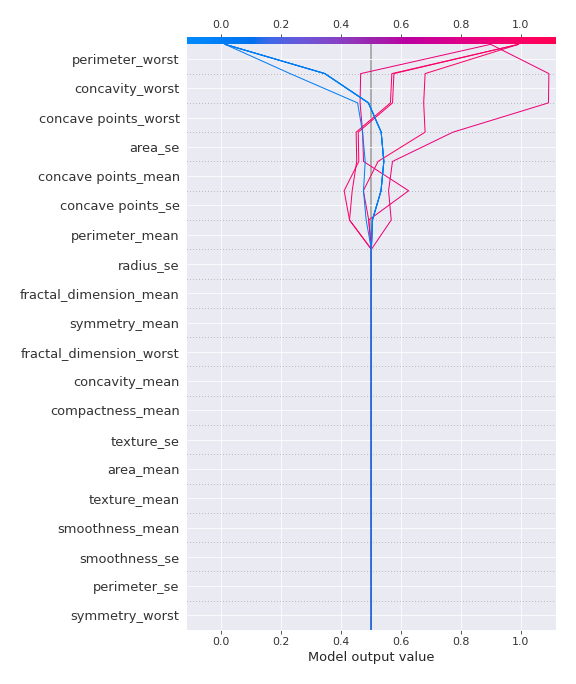 0.0 0.2 0.4 0.6 0.8 1.0
perimeter_worst
concavity_worst
concave points_worst
area_se
concave points_mean
concave points_se
perimeter_mean
radius_se
fractal_dimension_mean
symmetry_mean
fractal_dimension_worst
concavity_mean
compactness_mean
texture_se
area_mean
texture_mean
smoothness_mean
smoothness_se
perimeter_se
symmetry_worst
0.0 0.2 0.4 0.6 0.8 1.0
Model output value